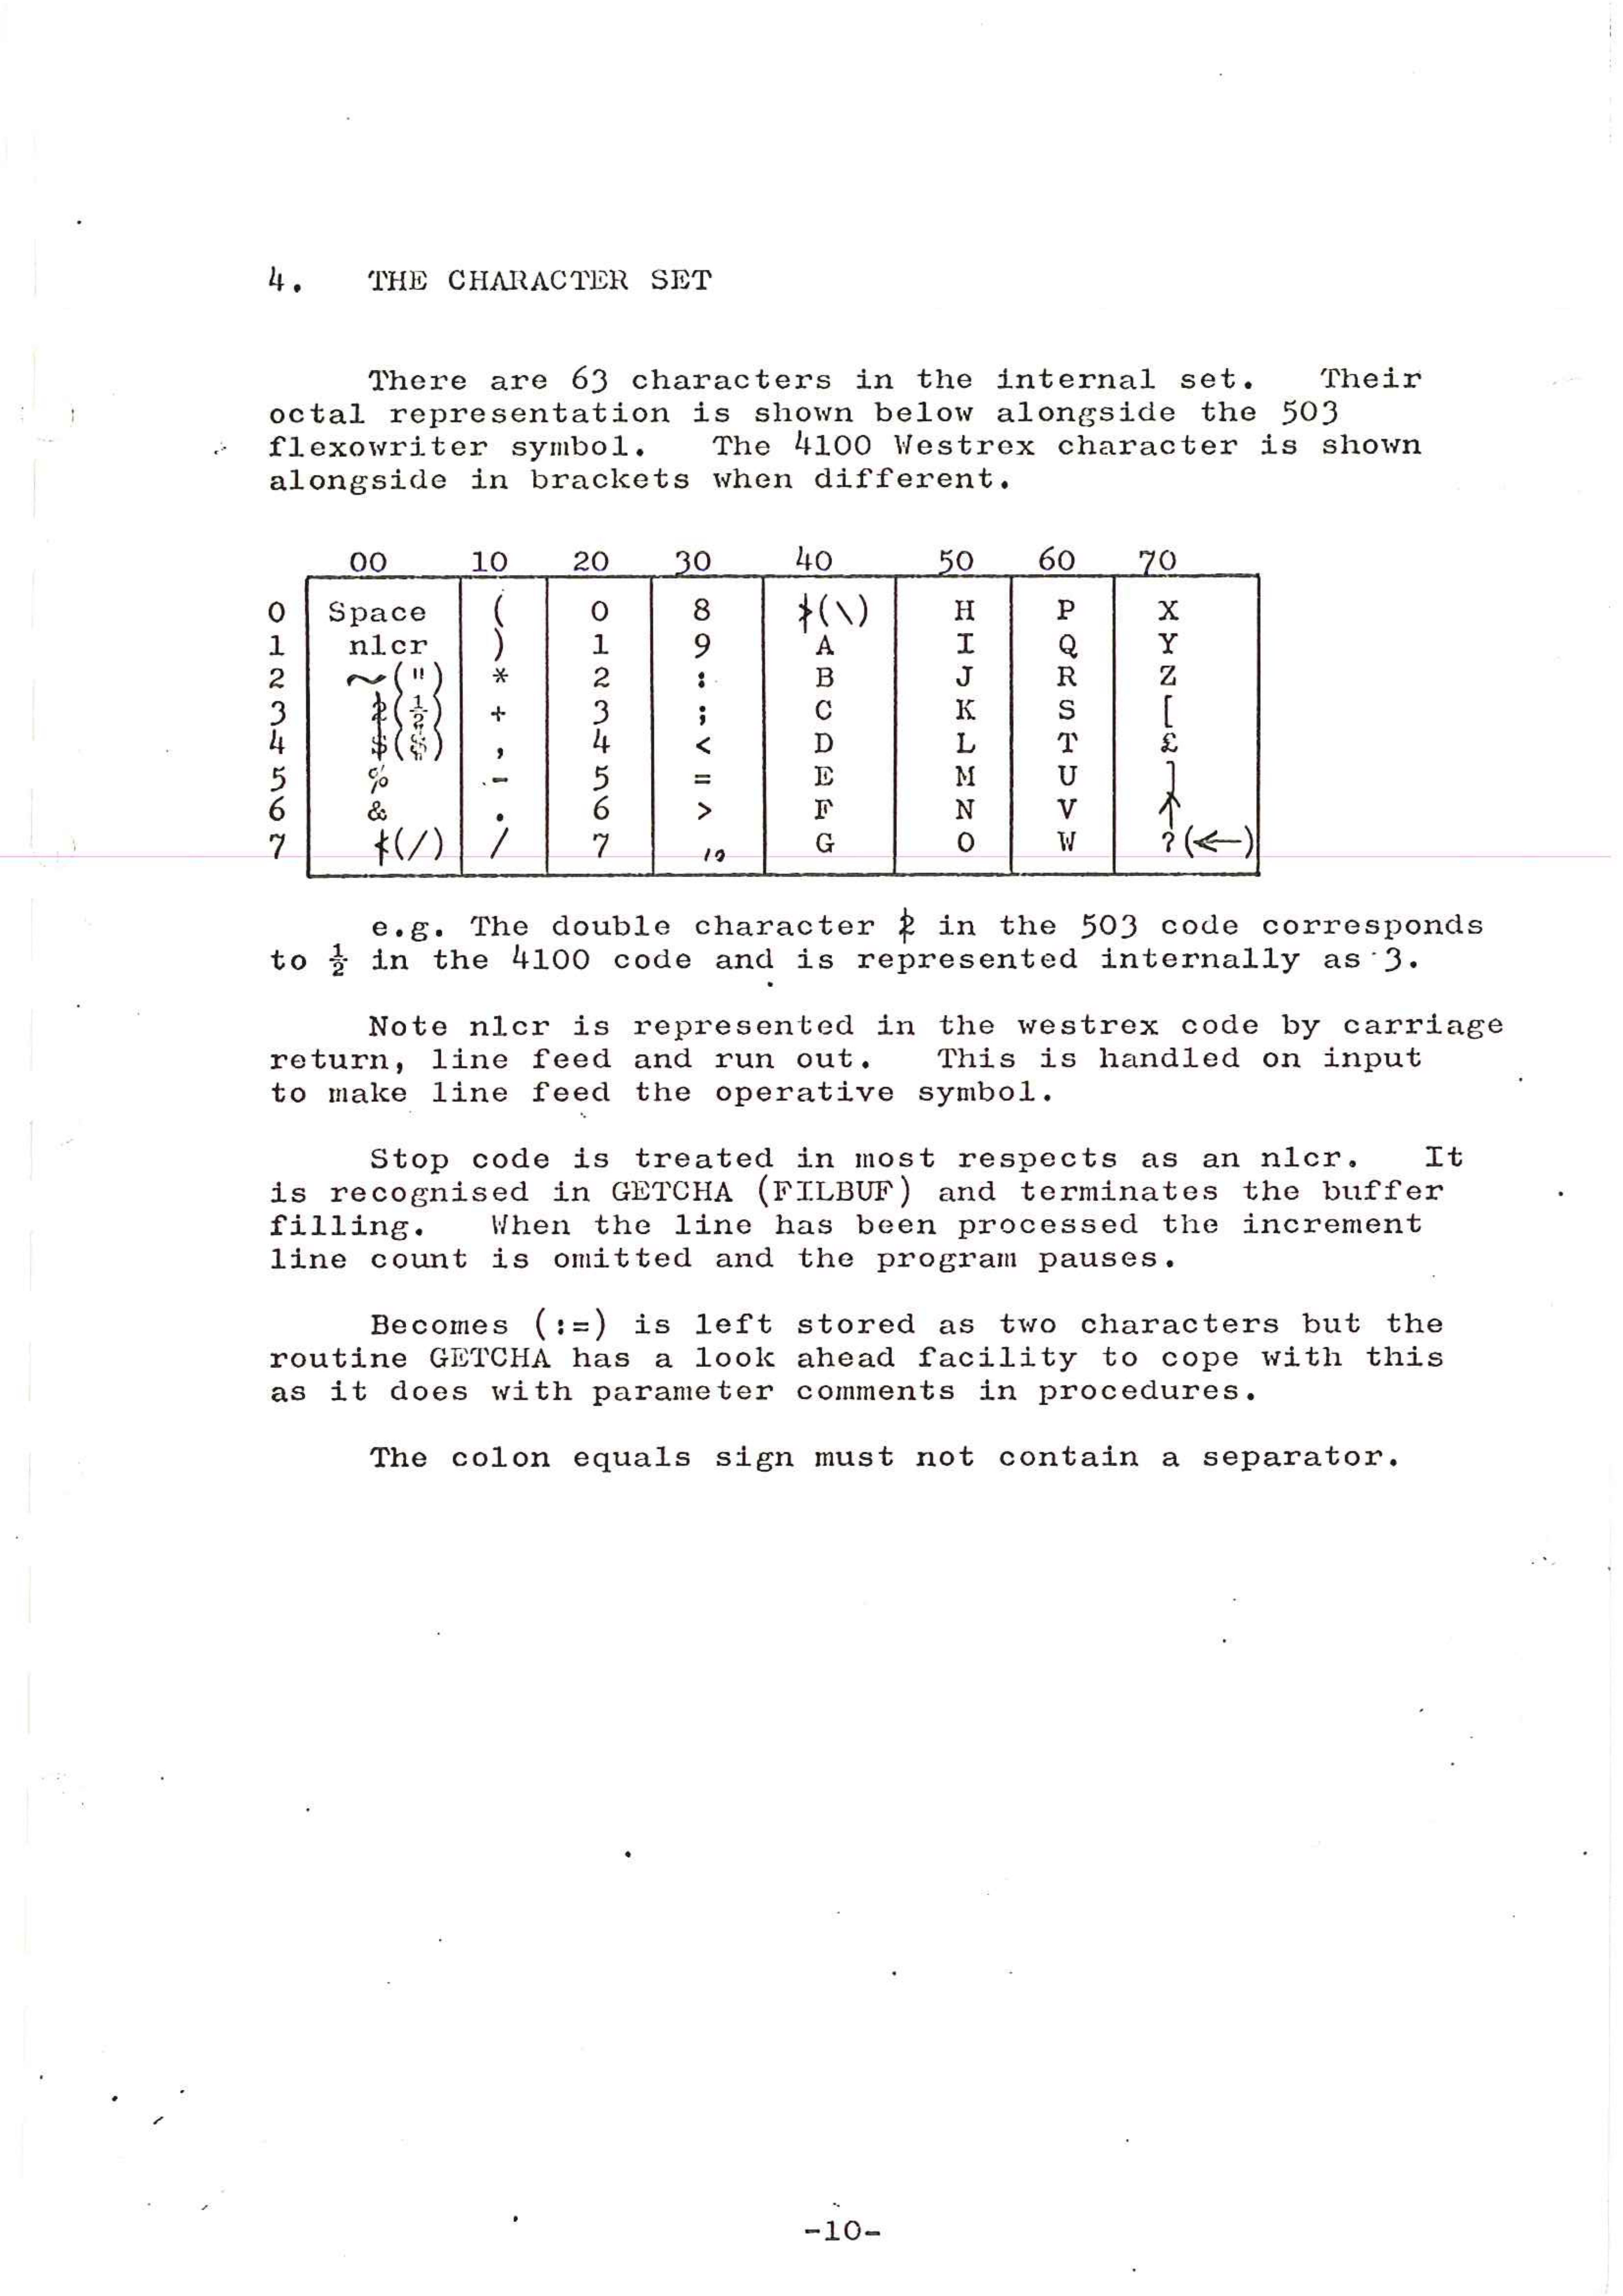 4. THE CHARACTER SET
There are 63 characters in the internal set. Their
octal representation is shown below alongside the 503
flexowriter symbol. The 4100 Westrex character is shown
alongside in brackets when different.
00 10 20 30 40 50 60 70
0 Space ( 0 8 (\) H P X
1 nlcr ) 1 9 A I Q Y
2 ~(") * 2 : B J R Z
3 (½) + 3 ; C K S [
4 $($) , 4 < D L T £
5 % - 5 = E M U ]
6 & . 6 > F N V ↑
7 (/) / 7 ₁₀ G O W ?(←)
e.g. The double character in the 503 code corresponds
to ½ in the 4100 code and is represented internally as 3.
Note nlcr is represented in the westrex code by carriage
return, line feed and run out. This is handled on input
to make line feed the operative symbol.
Stop code is treated in most respects as an nlcr. It
is recognised in GETCHA (FILBUF) and terminates the buffer
filling. When the line has been processed the increment
line count is omitted and the program pauses.
Becomes (:=) is left stored as two characters but the
routine GETCHA has a look ahead facility to cope with this
as it does with parameter comments in procedures.
The colon equals sign must not contain a separator.
-10-